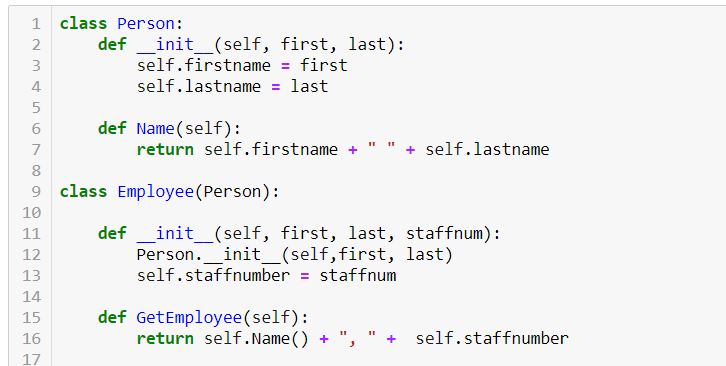 1 class Person:
2     def __init__(self, first, last):
3         self.firstname = first
4         self.lastname = last
5
6     def Name(self):
7         return self.firstname + " " + self.lastname
8
9 class Employee(Person):
10
11     def __init__(self, first, last, staffnum):
12         Person.__init__(self,first, last)
13         self.staffnumber = staffnum
14
15     def GetEmployee(self):
16         return self.Name() + ", " +  self.staffnumber
17